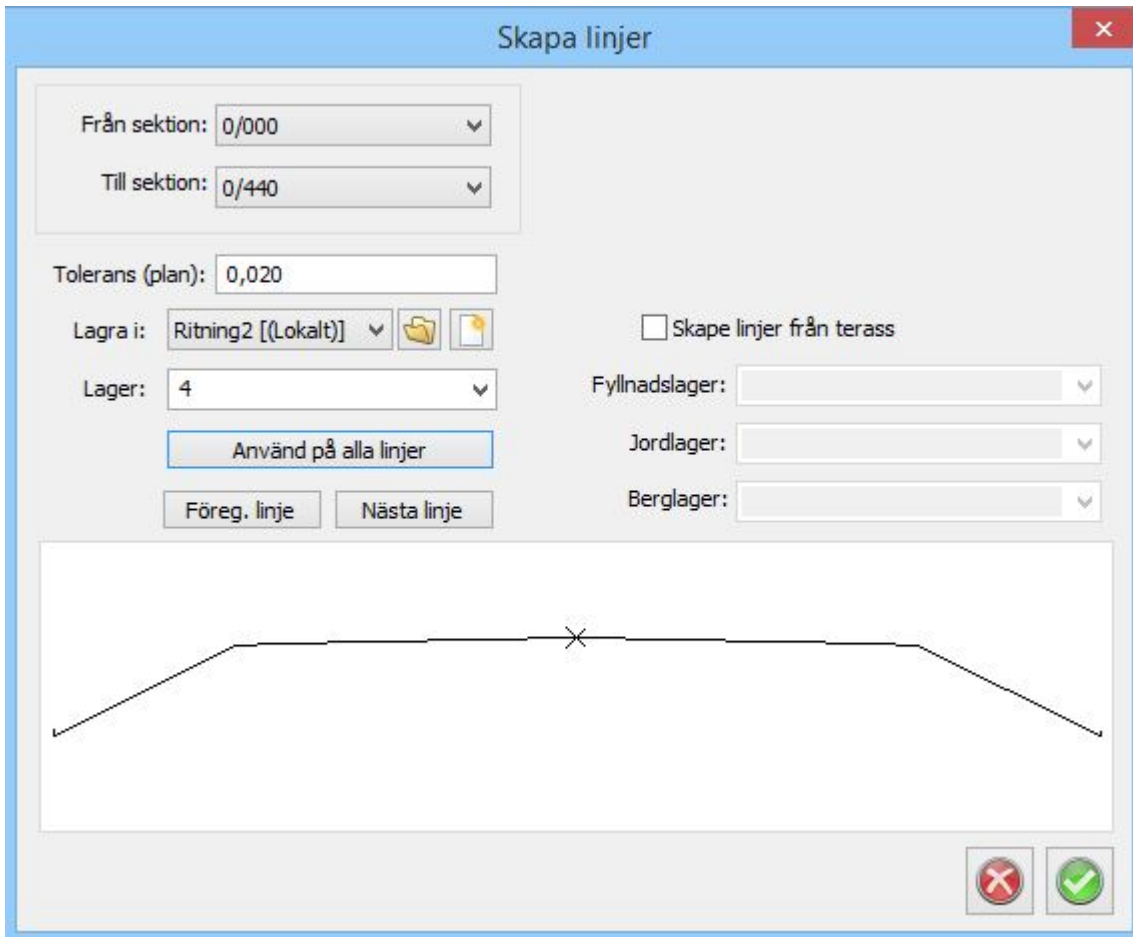 Skapa linjer
Från sektion: 0/000
Till sektion: 0/440
Tolerans (plan): 0,020
Lagra i: Ritning2 [(Lokalt)]
Skape linjer från terass
Lager: 4
Fyllnadslager:
Använd på alla linjer
Jordlager:
Föreg. linje Nästa linje
Berglager: